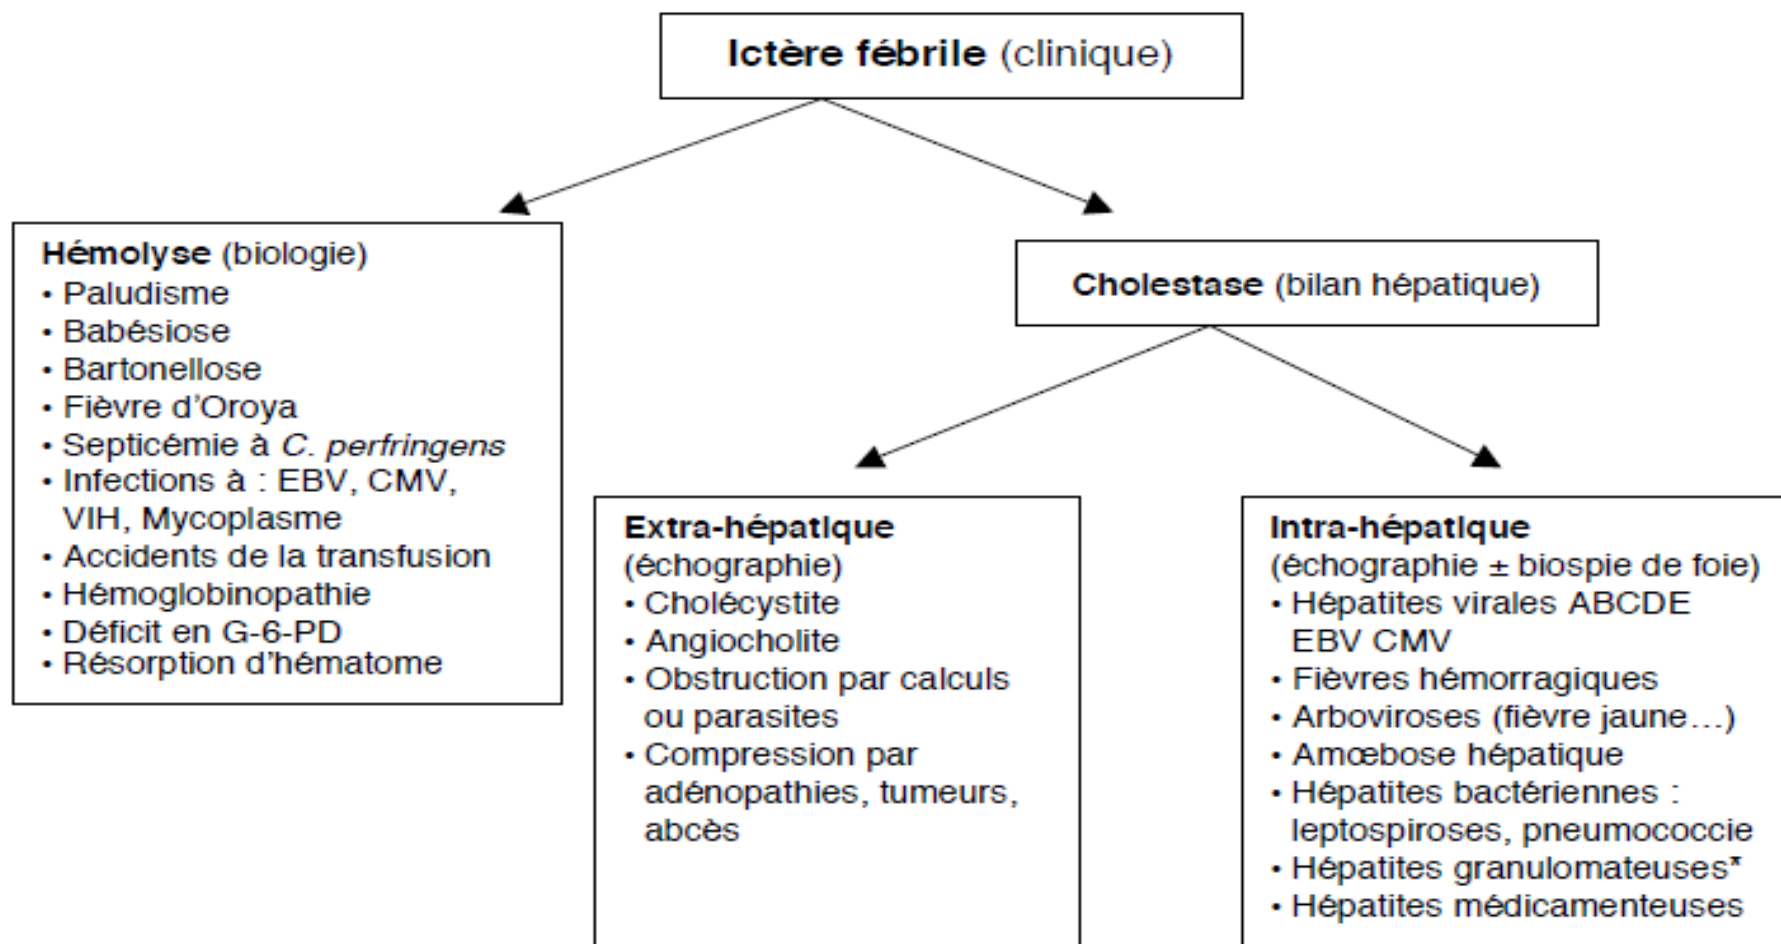 Ictère fébrile (clinique)
Hémolyse (biologie)
• Paludisme
• Babésiose
• Bartonellose
• Fièvre d’Oroya
• Septicémie à C. perfringens
• Infections à : EBV, CMV,
VIH, Mycoplasme
• Accidents de la transfusion
• Hémoglobinopathie
• Déficit en G-6-PD
• Résorption d’hématome
Cholestase (bilan hépatique)
Extra-hépatique
(échographie)
• Cholécystite
• Angiocholite
• Obstruction par calculs
ou parasites
• Compression par
adénopathies, tumeurs,
abcès
Intra-hépatique
(échographie ± biospie de foie)
• Hépatites virales ABCDE
EBV CMV
• Fièvres hémorragiques
• Arboviroses (fièvre jaune…)
• Amœbose hépatique
• Hépatites bactériennes :
leptospiroses, pneumococcie
• Hépatites granulomateuses*
• Hépatites médicamenteuses